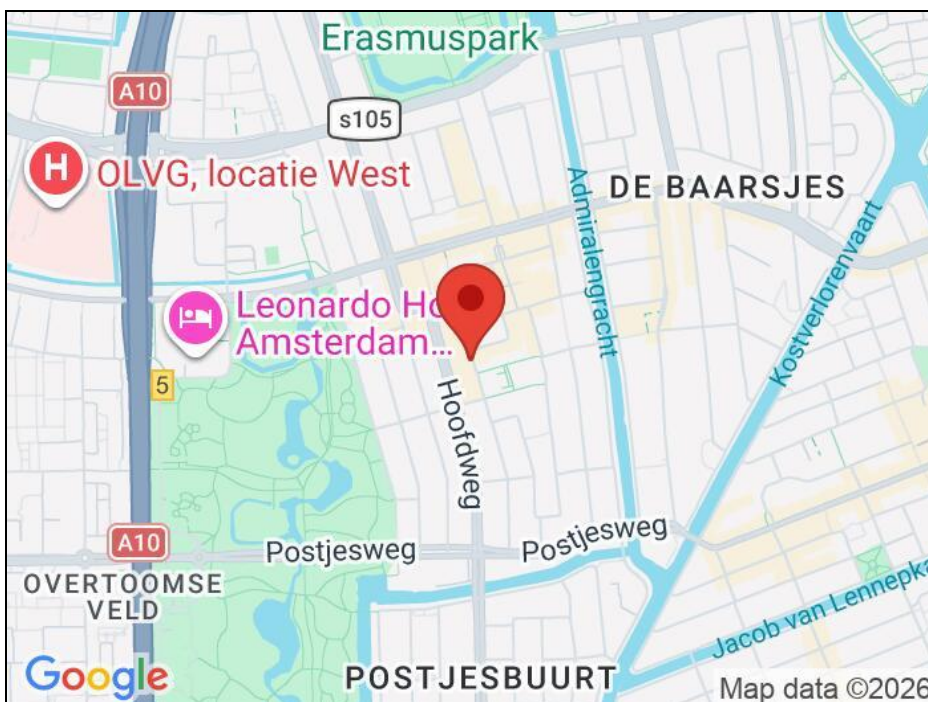 Erasmuspark
A10
s105
H
OLVG, locatie West
DE BAARSJES
Admiralengracht
Kostverlorenvaart
Leonardo Ho
Amsterdam...
5
Hoofdweg
A10
Postjesweg
Postjesweg
OVERTOOMSE
VELD
Jacob van Lennepka
Google
POSTJESBUURT
Map data ©2026